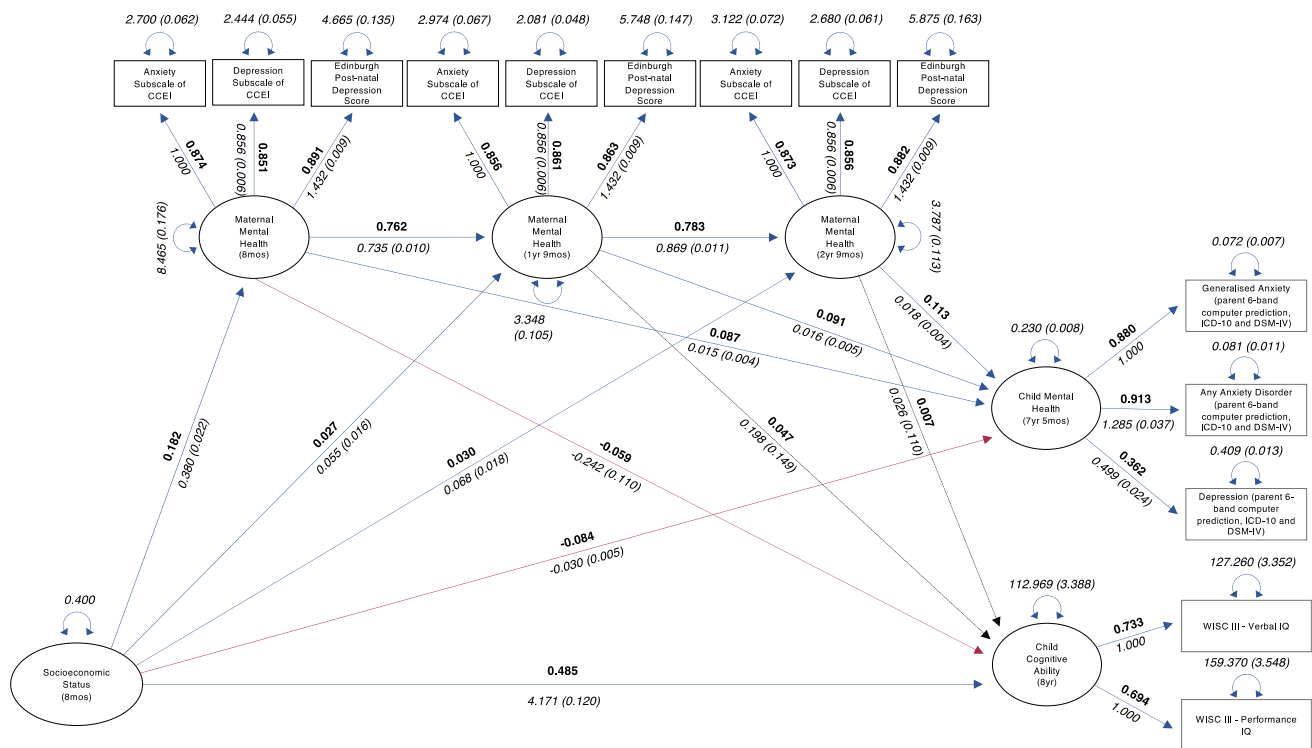 2.700 (0.062)
2.444 (0.055)
4.665 (0.135)
2.974 (0.067)
2.081 (0.048)
5.748 (0.147)
3.122 (0.072)
2.680 (0.061)
5.875 (0.163)
Anxiety
Subscale of
CCEI
Depression
Subscale of
CCEI
Edinburgh
Post-natal
Depression
Score
Anxiety
Subscale of
CCEI
Depression
Subscale of
CCEI
Edinburgh
Post-natal
Depression
Score
Anxiety
Subscale of
CCEI
Depression
Subscale of
CCEI
Edinburgh
Post-natal
Depression
Score
0.874
1.000
0.851
0.856 (0.006)
0.891
1.432 (0.009)
0.856
1.000
0.861
0.856 (0.006)
0.863
1.432 (0.009)
0.873
1.000
0.856
0.856 (0.006)
0.882
1.432 (0.009)
8.465 (0.176)
Maternal
Mental
Health
(8mos)
0.762
0.735 (0.010)
Maternal
Mental
Health
(1yr 9mos)
0.783
0.869 (0.011)
Maternal
Mental
Health
(2yr 9mos)
3.787
(0.113)
3.348
(0.105)
0.113
0.018 (0.004)
0.091
0.016 (0.005)
0.087
0.015 (0.004)
0.230 (0.008)
Child Mental
Health
(7yr 5mos)
0.072 (0.007)
Generalised Anxiety
(parent 6-band
computer prediction,
ICD-10 and DSM-IV)
0.880
1.000
0.081 (0.011)
Any Anxiety Disorder
(parent 6-band
computer prediction,
ICD-10 and DSM-IV)
0.913
1.285 (0.037)
0.362
0.499 (0.024)
0.409 (0.013)
Depression (parent 6-
band computer
prediction, ICD-10 and
DSM-IV)
0.182
0.380 (0.022)
0.027
0.055 (0.016)
0.030
0.068 (0.018)
-0.059
-0.242 (0.110)
0.047
0.198 (0.149)
0.007
0.026 (0.110)
-0.084
-0.030 (0.005)
0.400
Socioeconomic
Status
(8mos)
0.485
4.171 (0.120)
112.969 (3.388)
Child
Cognitive
Ability
(8yr)
127.260 (3.352)
0.733
1.000
WISC III - Verbal IQ
159.370 (3.548)
0.694
1.000
WISC III - Performance
IQ